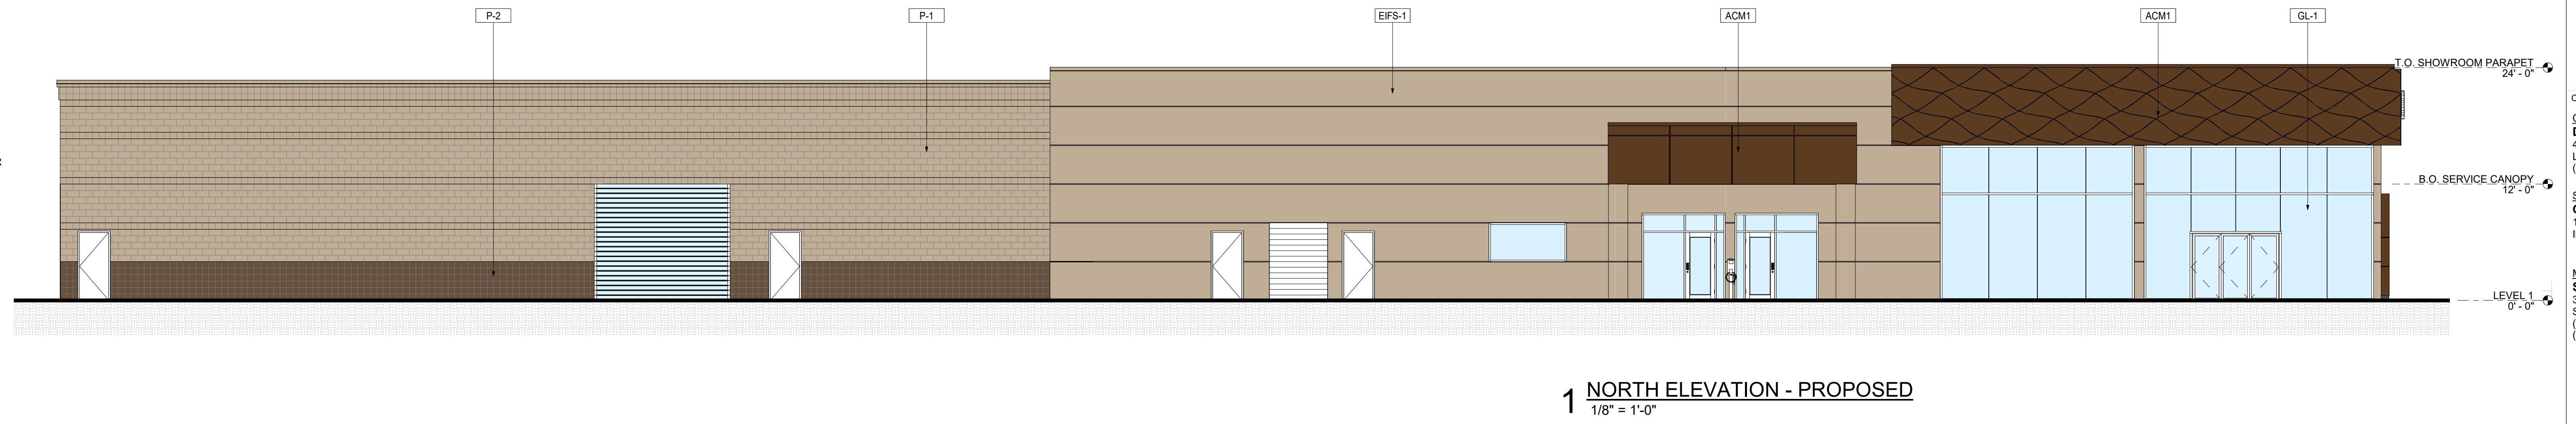 P-2
P-1
EIFS-1
ACM1
ACM1
GL-1
T.O. SHOWROOM PARAPET
24' - 0"
B.O. SERVICE CANOPY
12' - 0"
LEVEL 1
0' - 0"
1 NORTH ELEVATION - PROPOSED
1/8" = 1'-0"